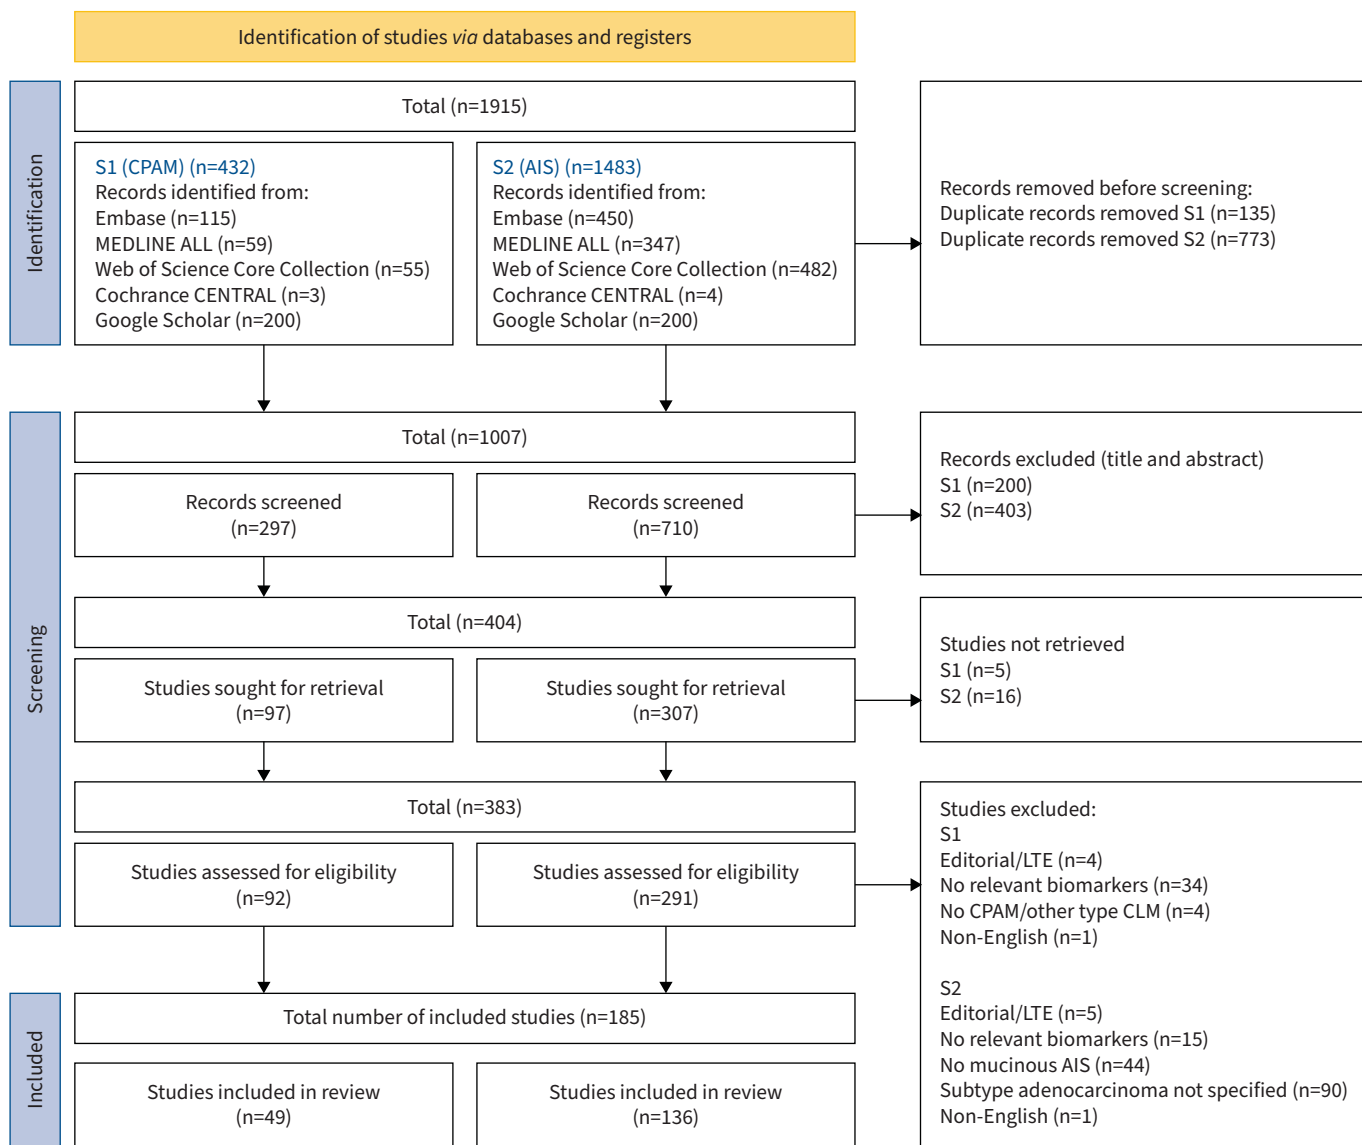 Identification of studies via databases and registers
Identification
Total (n=1915)
S1 (CPAM) (n=432)
Records identified from:
Embase (n=115)
MEDLINE ALL (n=59)
Web of Science Core Collection (n=55)
Cochrance CENTRAL (n=3)
Google Scholar (n=200)
S2 (AIS) (n=1483)
Records identified from:
Embase (n=450)
MEDLINE ALL (n=347)
Web of Science Core Collection (n=482)
Cochrance CENTRAL (n=4)
Google Scholar (n=200)
Records removed before screening:
Duplicate records removed S1 (n=135)
Duplicate records removed S2 (n=773)
Screening
Total (n=1007)
Records screened
(n=297)
Records screened
(n=710)
Records excluded (title and abstract)
S1 (n=200)
S2 (n=403)
Total (n=404)
Studies sought for retrieval
(n=97)
Studies sought for retrieval
(n=307)
Studies not retrieved
S1 (n=5)
S2 (n=16)
Total (n=383)
Studies assessed for eligibility
(n=92)
Studies assessed for eligibility
(n=291)
Studies excluded:
S1
Editorial/LTE (n=4)
No relevant biomarkers (n=34)
No CPAM/other type CLM (n=4)
Non-English (n=1)
S2
Editorial/LTE (n=5)
No relevant biomarkers (n=15)
No mucinous AIS (n=44)
Subtype adenocarcinoma not specified (n=90)
Non-English (n=1)
Included
Total number of included studies (n=185)
Studies included in review
(n=49)
Studies included in review
(n=136)